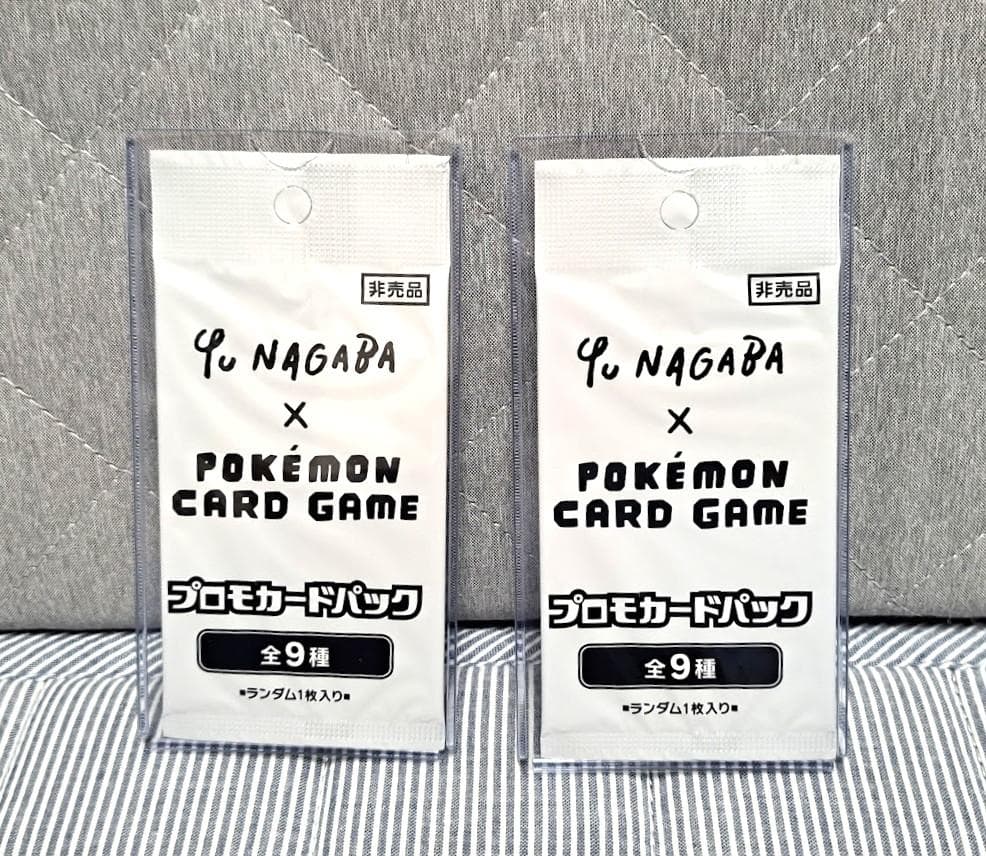 非売品
Yu NAGABA
×
POKÉMON
CARD GAME
プロモカードパック
全9種
■ランダム1枚入り■
非売品
Yu NAGABA
×
POKÉMON
CARD GAME
プロモカードパック
全9種
■ランダム1枚入り■